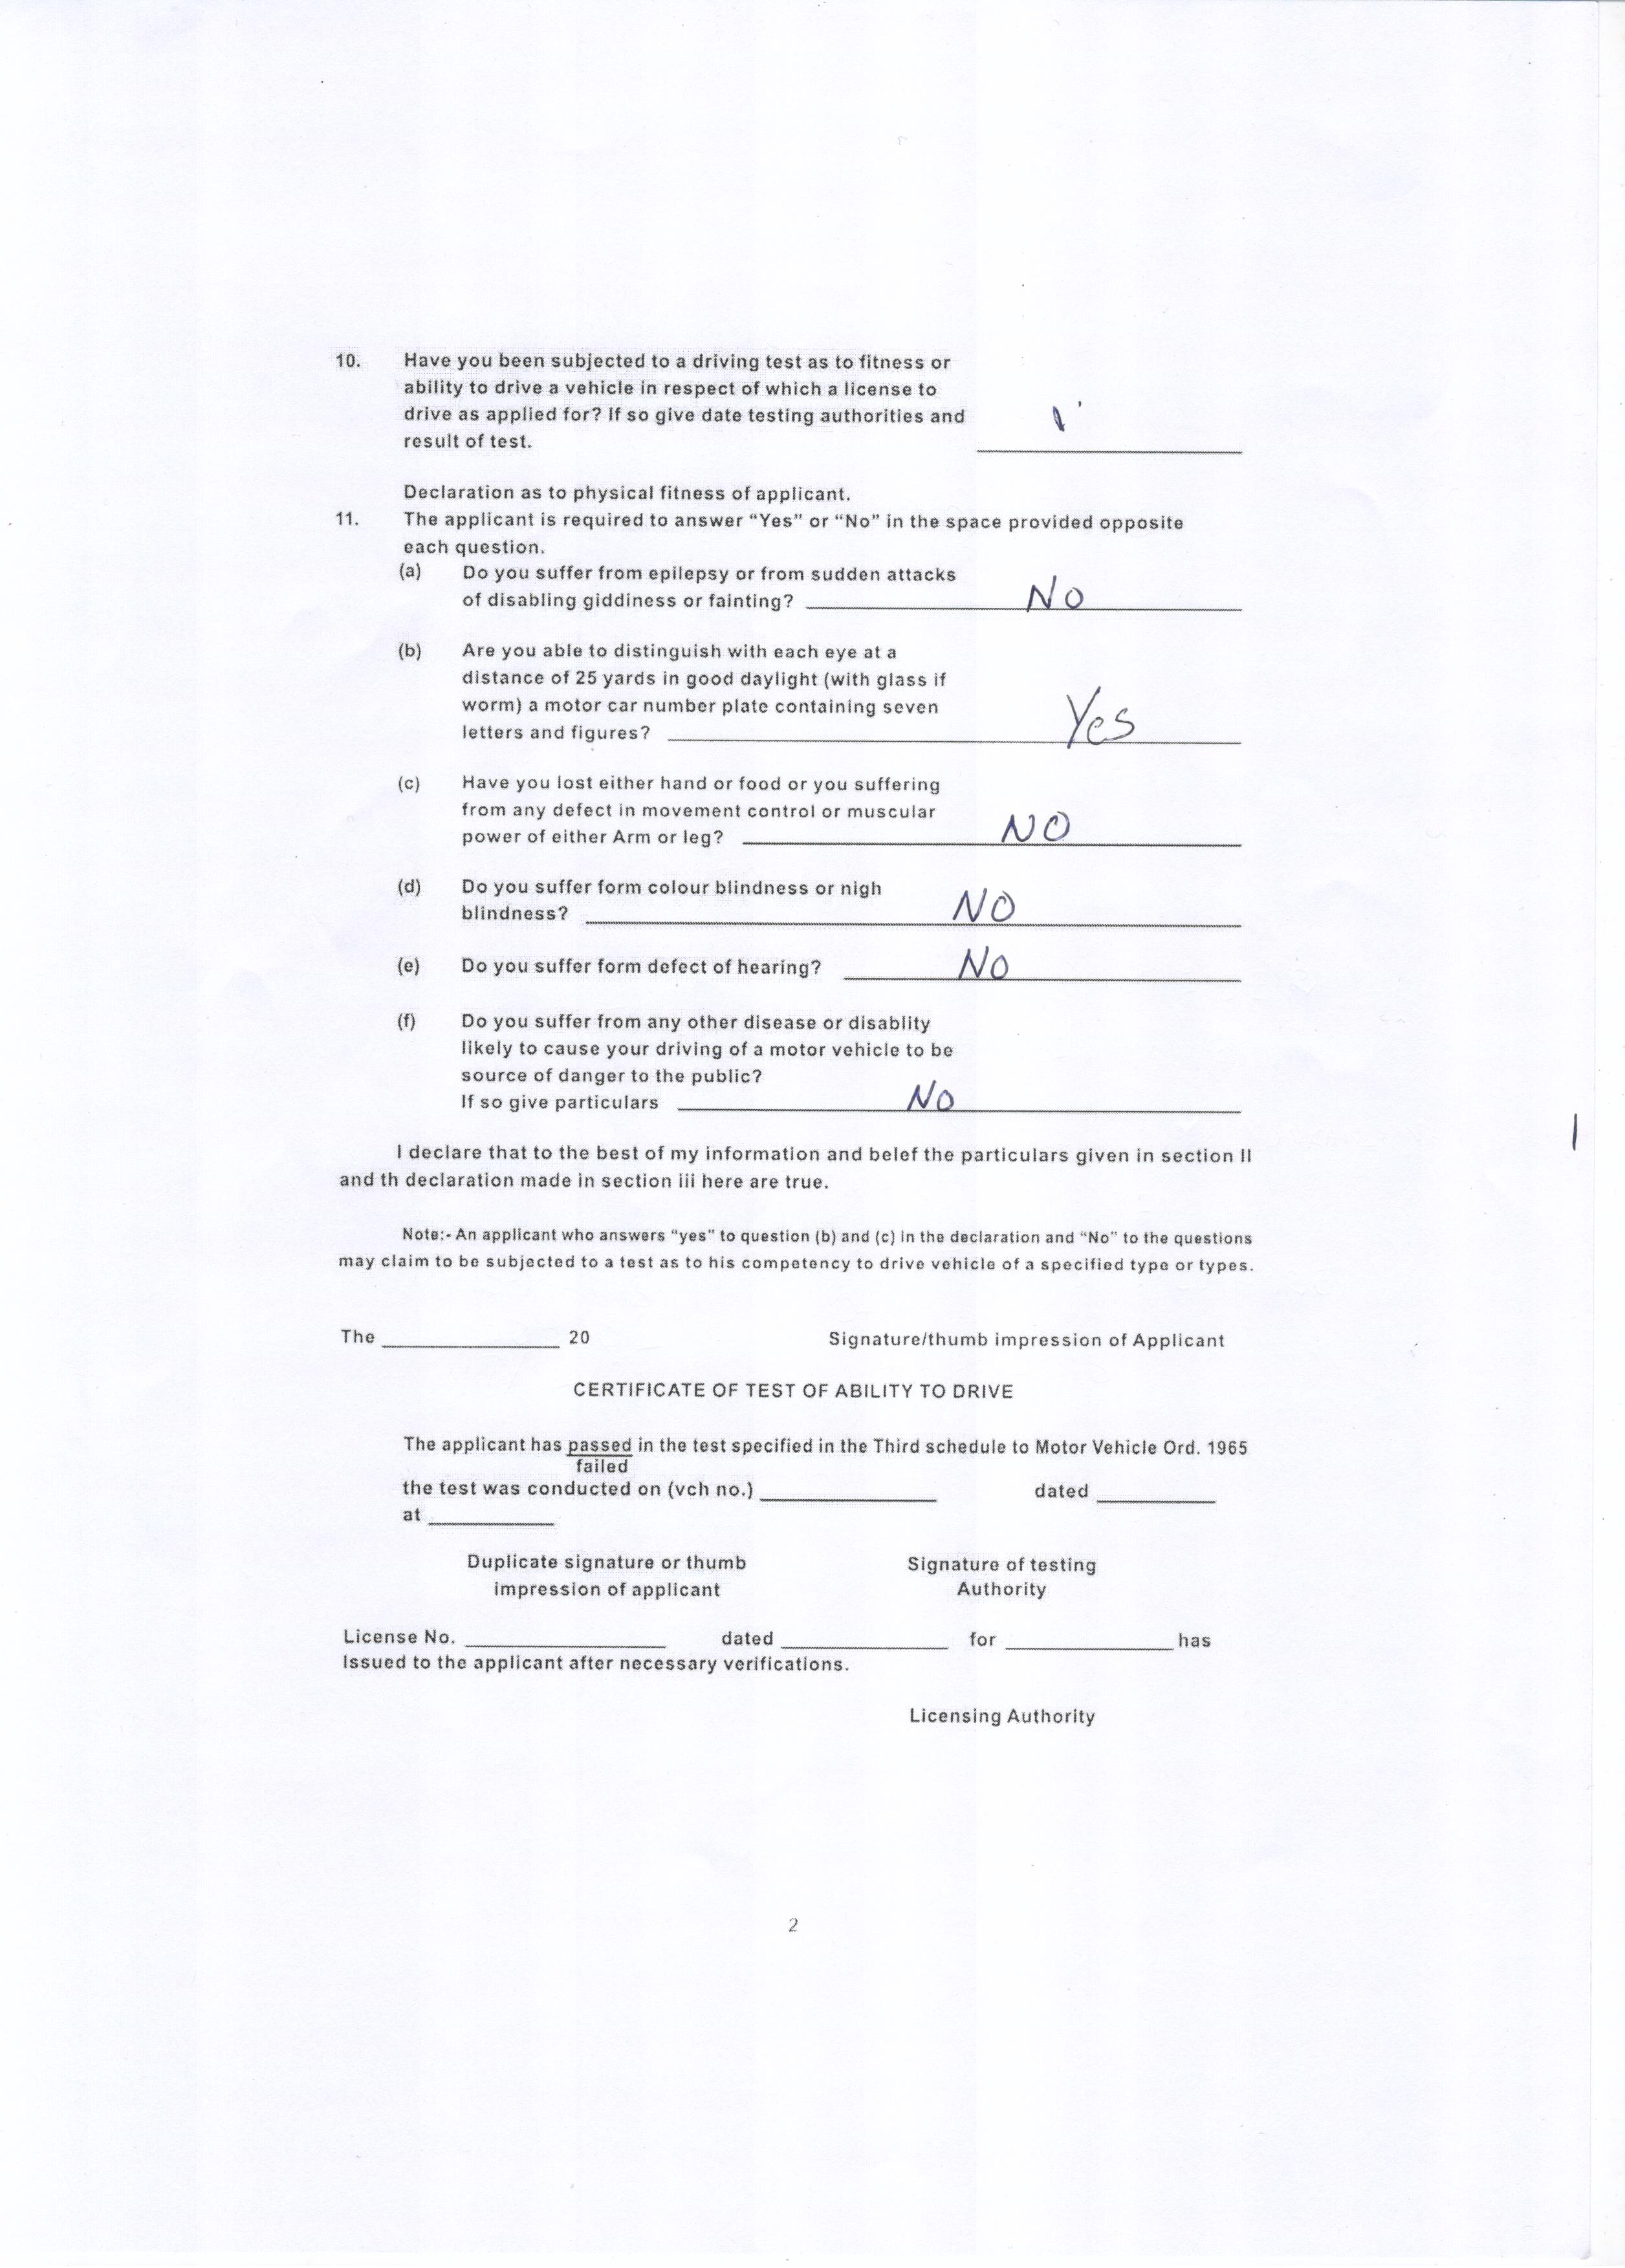 10. Have you been subjected to a driving test as to fitness or
ability to drive a vehicle in respect of which a license to
drive as applied for? If so give date testing authorities and
result of test.
Declaration as to physical fitness of applicant.
11. The applicant is required to answer “Yes” or “No” in the space provided opposite
each question.
(a) Do you suffer from epilepsy or from sudden attacks
of disabling giddiness or fainting? NO
(b) Are you able to distinguish with each eye at a
distance of 25 yards in good daylight (with glass if
worm) a motor car number plate containing seven
letters and figures? Yes
(c) Have you lost either hand or food or you suffering
from any defect in movement control or muscular
power of either Arm or leg? NO
(d) Do you suffer form colour blindness or nigh
blindness? NO
(e) Do you suffer form defect of hearing? NO
(f) Do you suffer from any other disease or disablity
likely to cause your driving of a motor vehicle to be
source of danger to the public?
If so give particulars NO
I declare that to the best of my information and belef the particulars given in section II
and th declaration made in section iii here are true.
Note:- An applicant who answers “yes” to question (b) and (c) in the declaration and “No” to the questions
may claim to be subjected to a test as to his competency to drive vehicle of a specified type or types.
The 20 Signature/thumb impression of Applicant
CERTIFICATE OF TEST OF ABILITY TO DRIVE
The applicant has passed in the test specified in the Third schedule to Motor Vehicle Ord. 1965
failed
the test was conducted on (vch no.) dated
at
Duplicate signature or thumb Signature of testing
impression of applicant Authority
License No. dated for has
Issued to the applicant after necessary verifications.
Licensing Authority
2